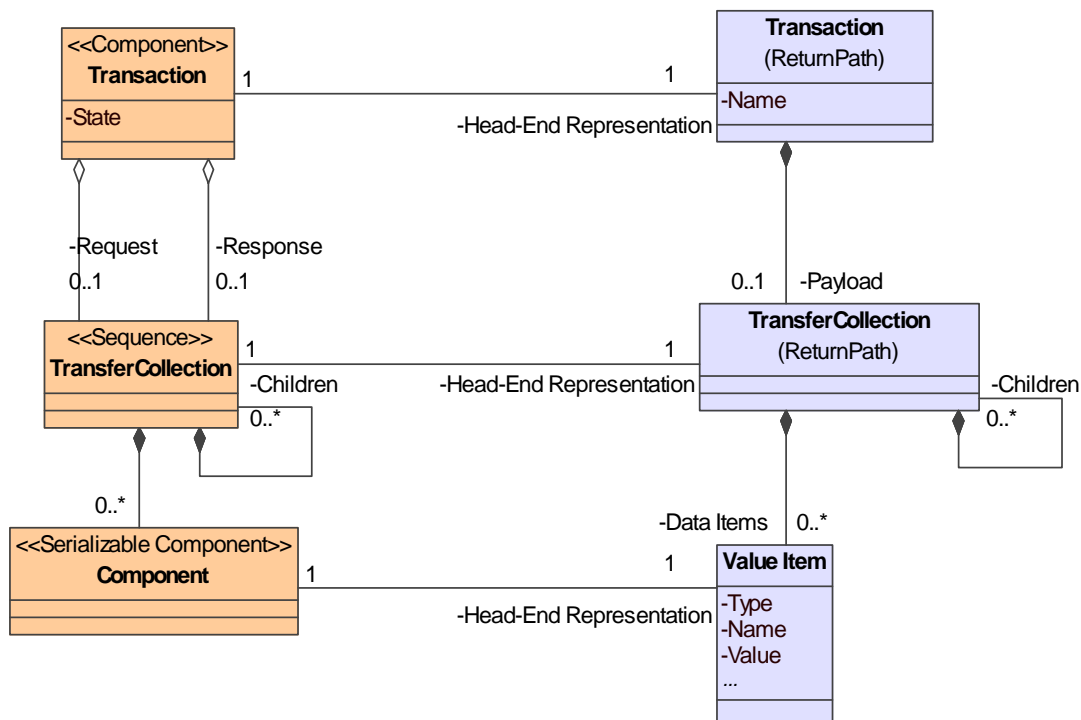 <<Component>>
Transaction
-State
1
1
-Head-End Representation
Transaction
(ReturnPath)
-Name
-Request
0..1
-Response
0..1
0..1
-Payload
<<Sequence>>
TransferCollection
1
1
-Head-End Representation
-Children
0..*
TransferCollection
(ReturnPath)
-Children
0..*
0..*
-Data Items
0..*
<<Serializable Component>>
Component
1
1
-Head-End Representation
Value Item
-Type
-Name
-Value
...